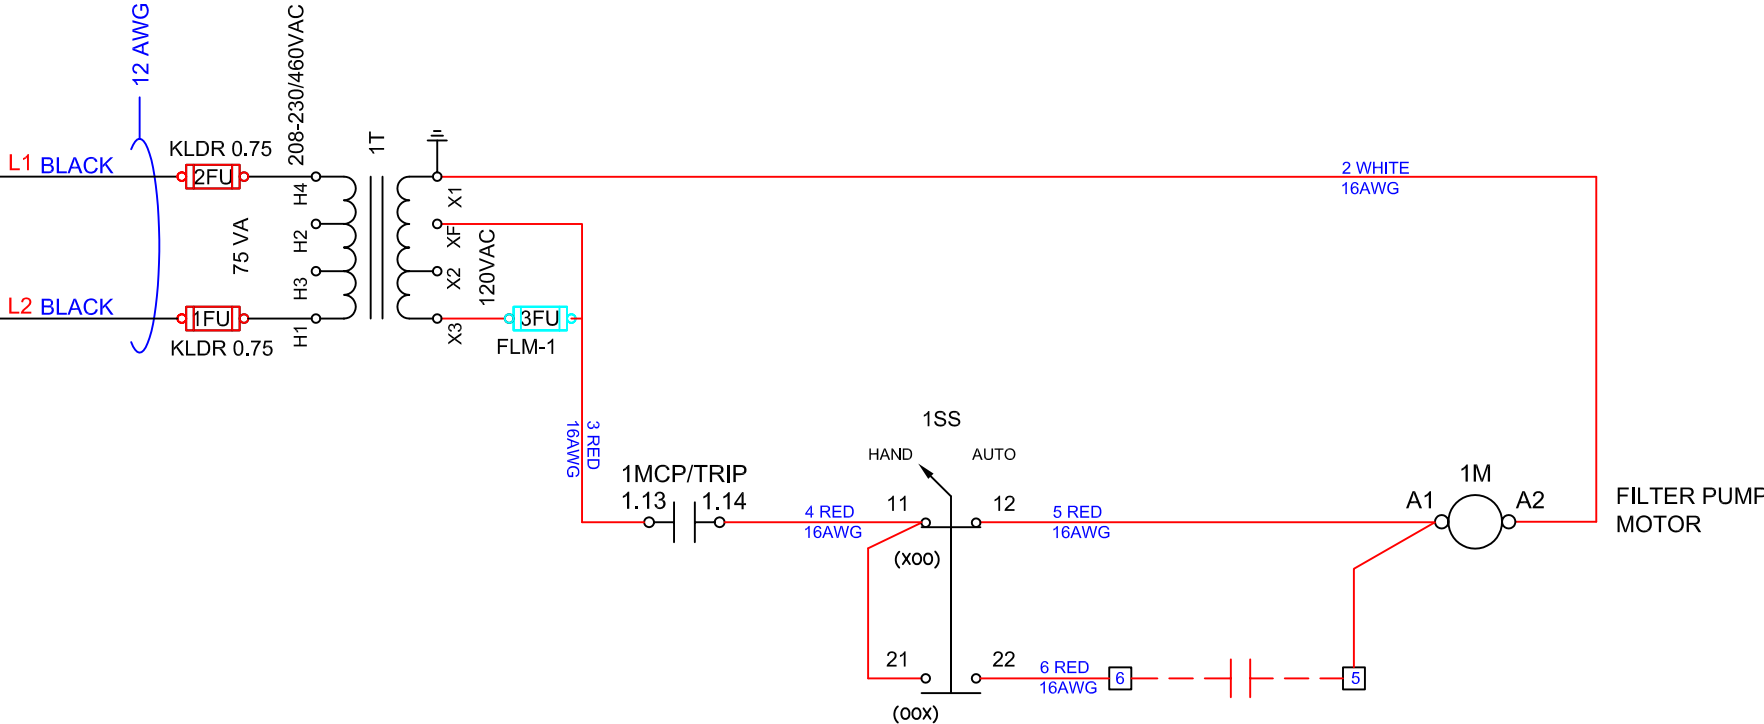 12 AWG
208-230/460VAC
1T
L1 BLACK
KLDR 0.75
2FU
H4
X1
2 WHITE
16AWG
75 VA
H2
XF
H3
X2
120VAC
L2 BLACK
1FU
KLDR 0.75
H1
X3
3FU
FLM-1
3 RED
16AWG
1SS
HAND
AUTO
1MCP/TRIP
1.13
1.14
4 RED
16AWG
11
12
(XOO)
5 RED
16AWG
1M
A1
A2
FILTER PUMP
MOTOR
21
22
(OOX)
6 RED
16AWG
6
5